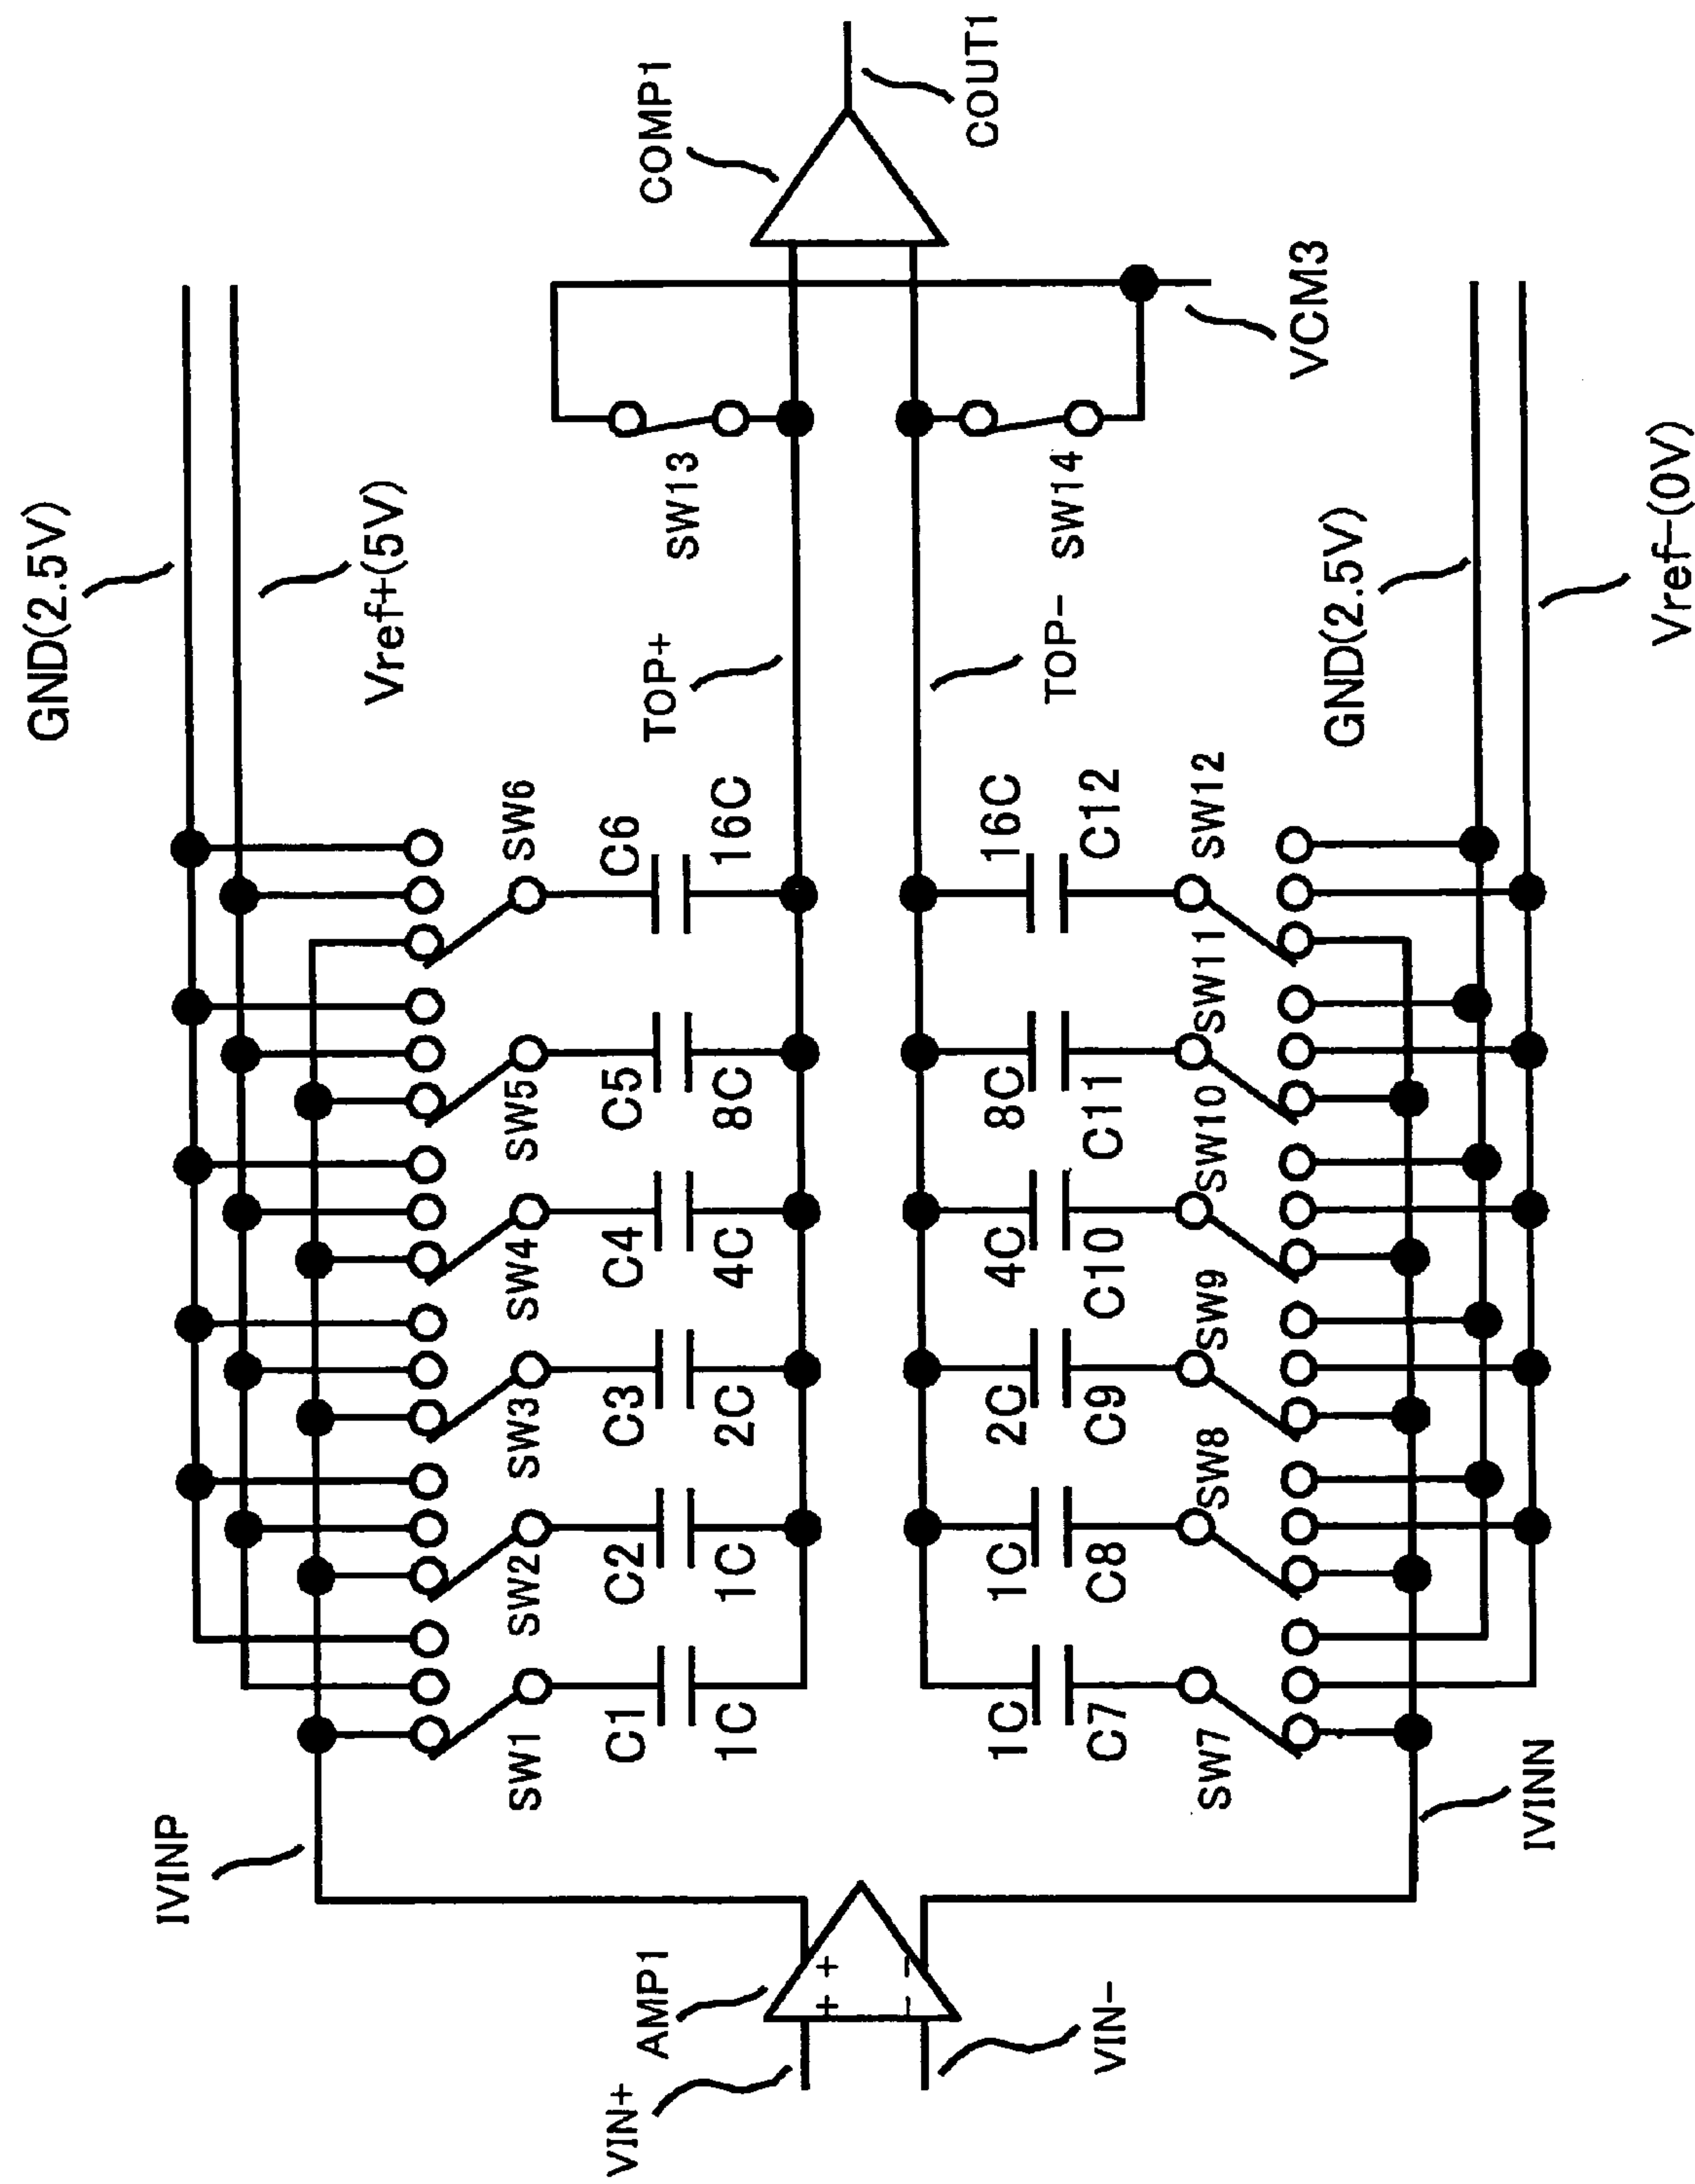 GND(2.5V)
Vref+(5V)
IVINP
SW1
SW2
SW3
SW4
SW5
SW6
C1
C2
C3
C4
C5
C6
1C
1C
2C
4C
8C
16C
TOP+
SW13
COMP1
VIN+
AMP1
+ +
- -
VIN-
COUT1
TOP-
SW14
1C
1C
2C
4C
8C
16C
C7
C8
C9
C10
C11
C12
SW7
SW8
SW9
SW10
SW11
SW12
VCM3
GND(2.5V)
IVINN
Vref-(0V)